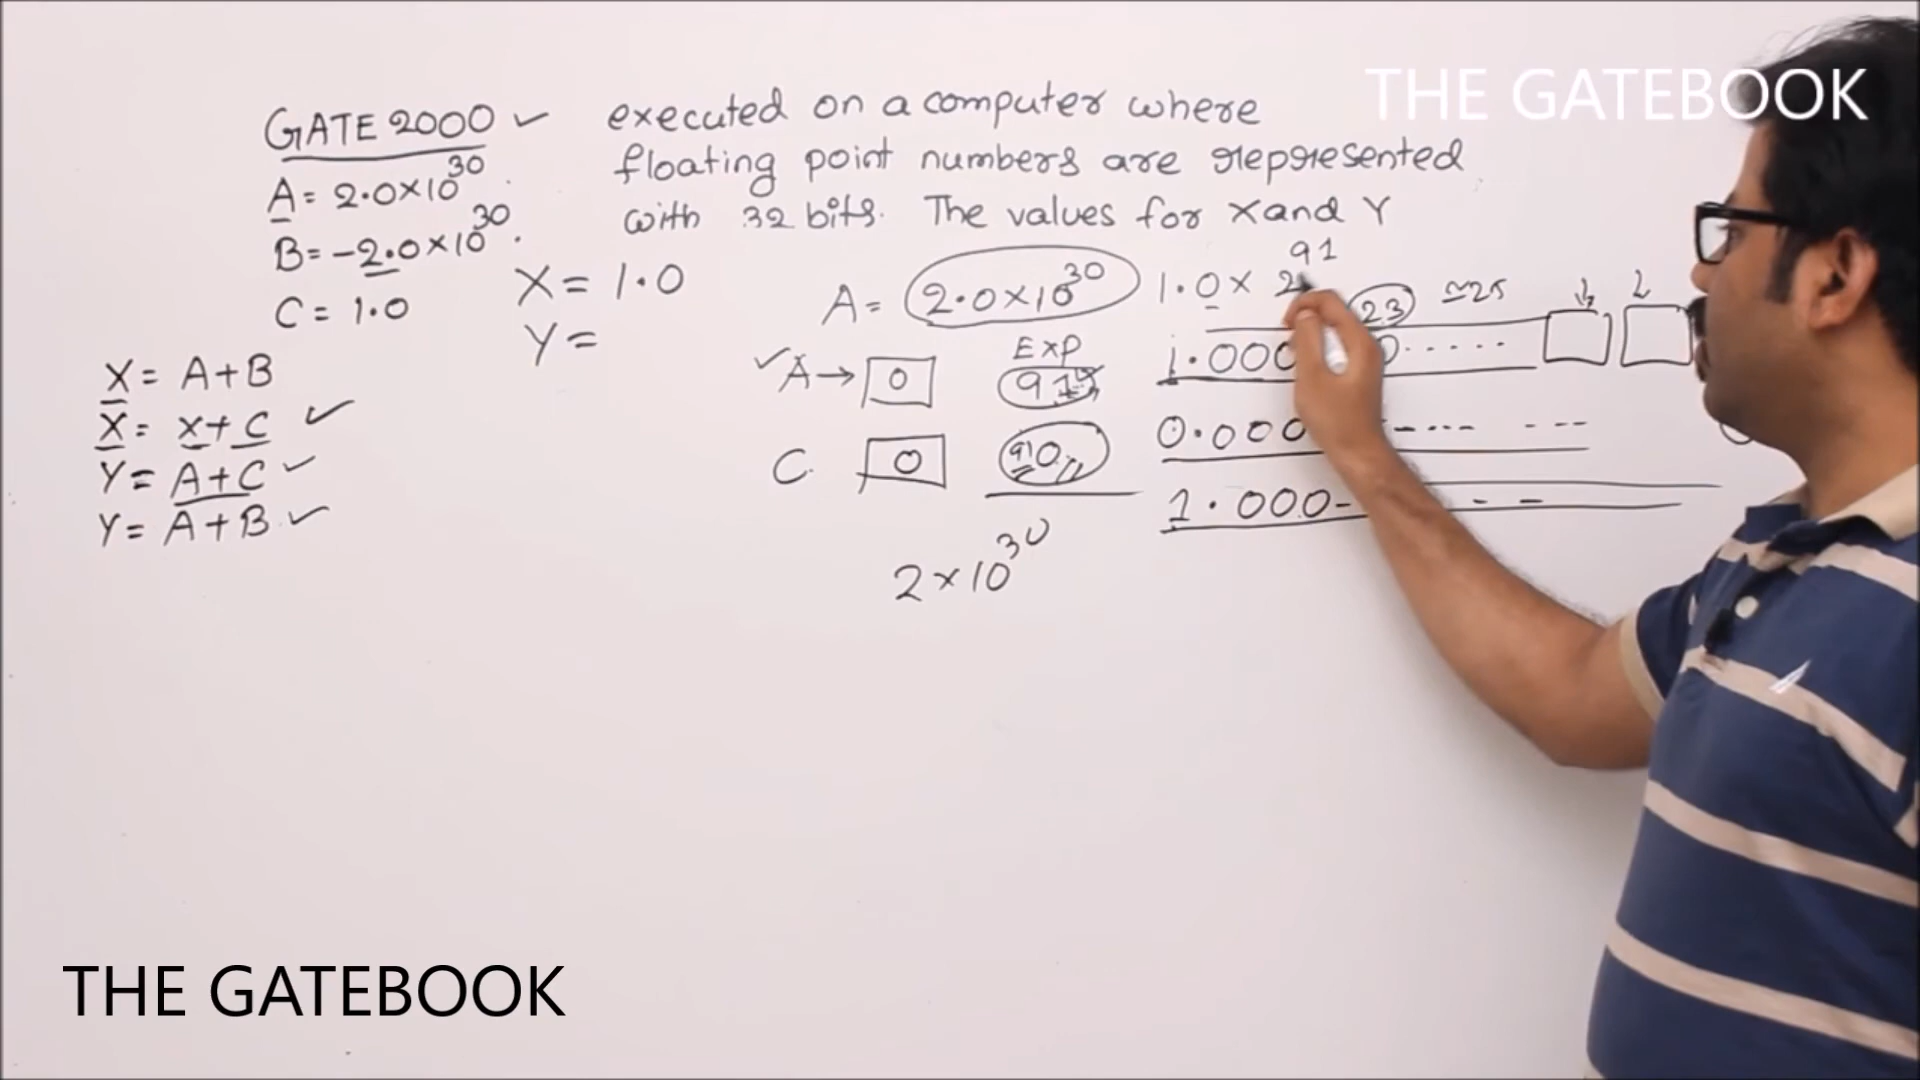 THE GATEBOOK
GATE 2000 ✓
A = 2.0×10^30
B = -2.0×10^30
C = 1.0
X = A+B
X = X+C ✓
Y = A+C ✓
Y = A+B ✓
executed on a computer where
floating point numbers are represented
with 32 bits. The values for X and Y
X = 1.0
Y =
A = 2.0×10^30 1.0×2^91
23 ≃25
EXP
✓A → 0 91 1.000 0.....
C. 0 90 0.000 ---- ---
1.000- - -
2×10^30
THE GATEBOOK